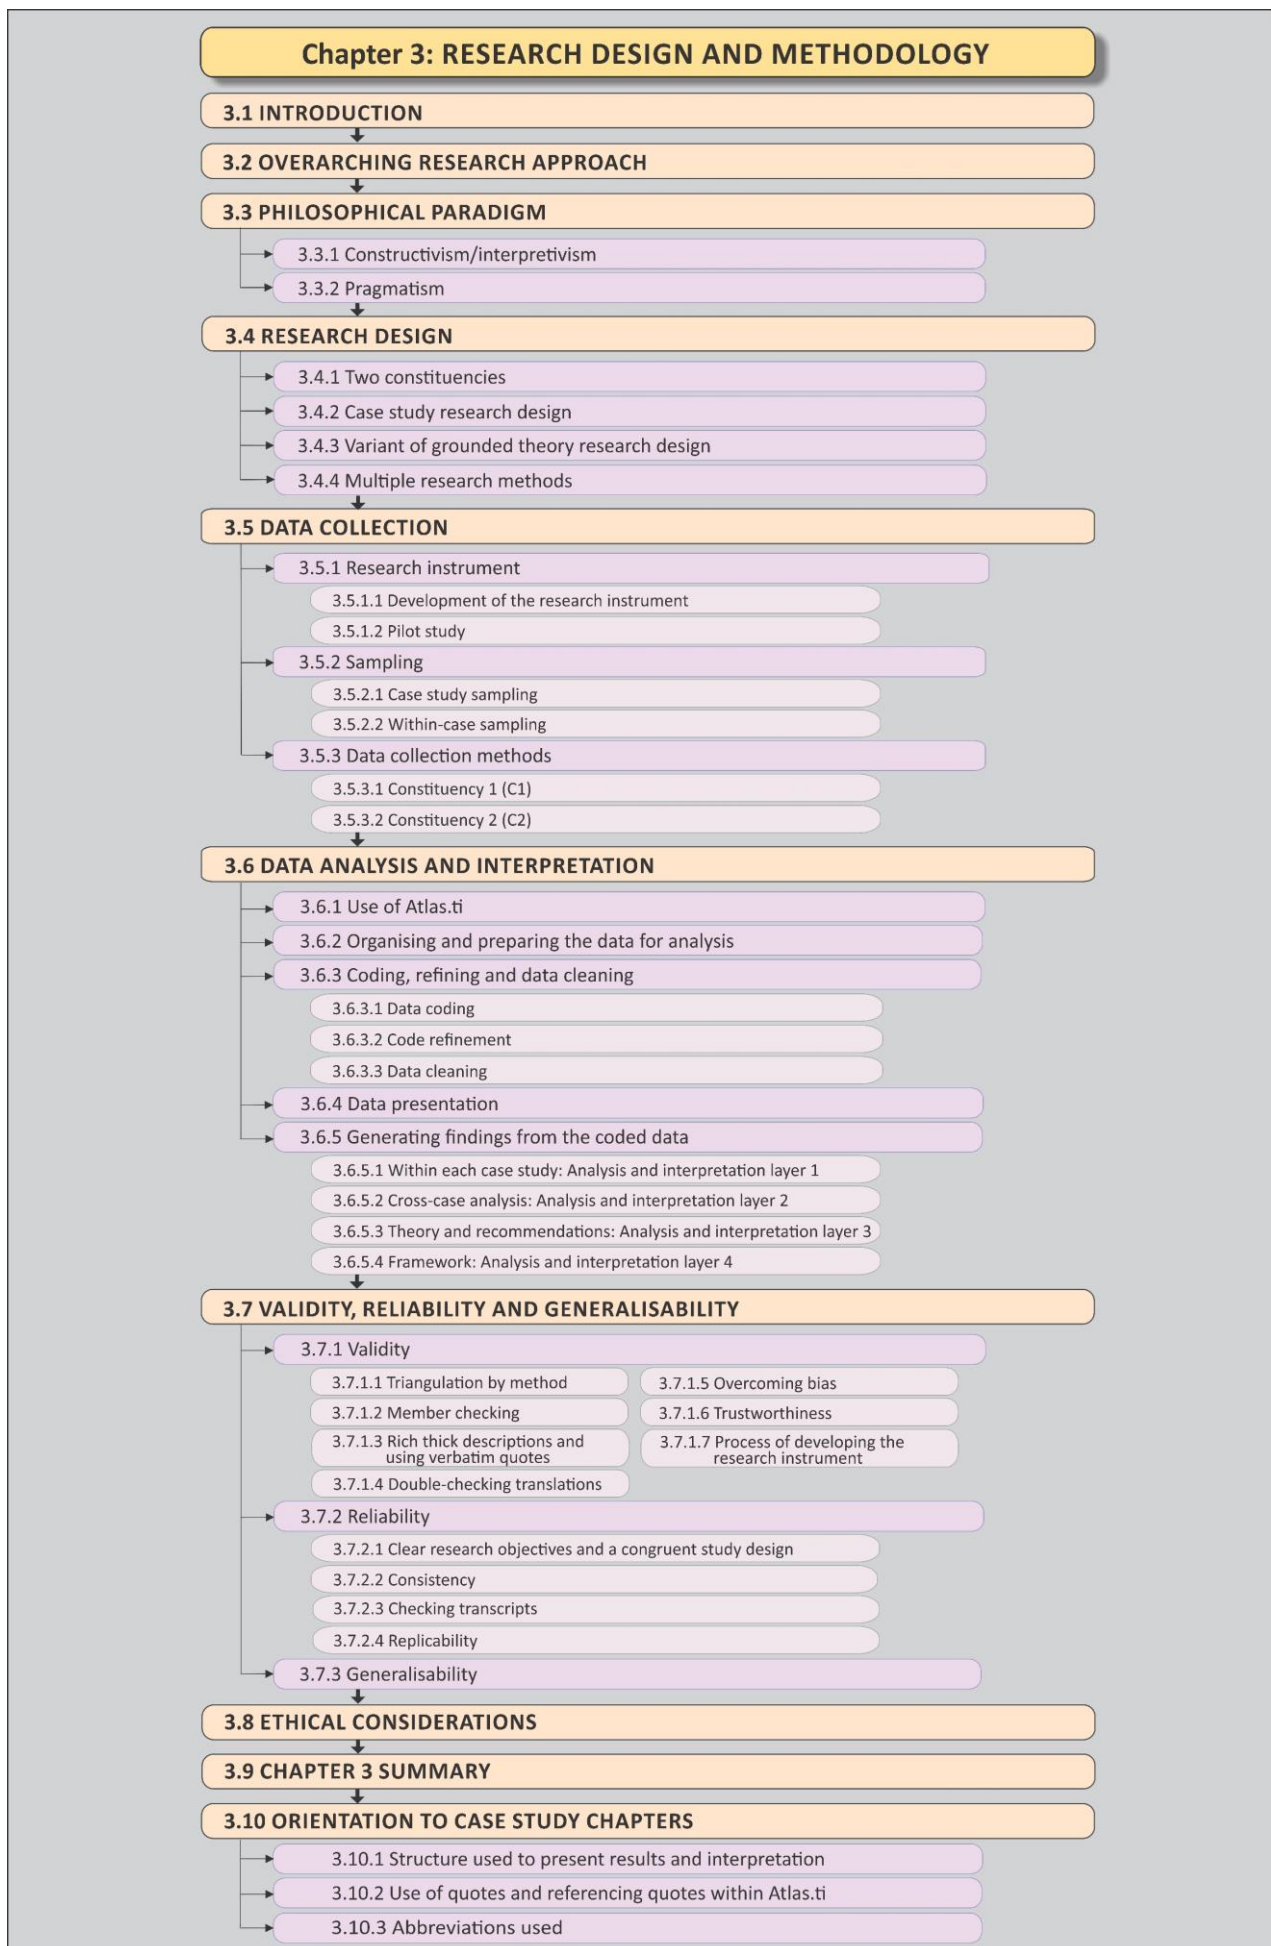 Chapter 3: RESEARCH DESIGN AND METHODOLOGY
3.1 INTRODUCTION
3.2 OVERARCHING RESEARCH APPROACH
3.3 PHILOSOPHICAL PARADIGM
3.3.1 Constructivism/interpretivism
3.3.2 Pragmatism
3.4 RESEARCH DESIGN
3.4.1 Two constituencies
3.4.2 Case study research design
3.4.3 Variant of grounded theory research design
3.4.4 Multiple research methods
3.5 DATA COLLECTION
3.5.1 Research instrument
3.5.1.1 Development of the research instrument
3.5.1.2 Pilot study
3.5.2 Sampling
3.5.2.1 Case study sampling
3.5.2.2 Within-case sampling
3.5.3 Data collection methods
3.5.3.1 Constituency 1 (C1)
3.5.3.2 Constituency 2 (C2)
3.6 DATA ANALYSIS AND INTERPRETATION
3.6.1 Use of Atlas.ti
3.6.2 Organising and preparing the data for analysis
3.6.3 Coding, refining and data cleaning
3.6.3.1 Data coding
3.6.3.2 Code refinement
3.6.3.3 Data cleaning
3.6.4 Data presentation
3.6.5 Generating findings from the coded data
3.6.5.1 Within each case study: Analysis and interpretation layer 1
3.6.5.2 Cross-case analysis: Analysis and interpretation layer 2
3.6.5.3 Theory and recommendations: Analysis and interpretation layer 3
3.6.5.4 Framework: Analysis and interpretation layer 4
3.7 VALIDITY, RELIABILITY AND GENERALISABILITY
3.7.1 Validity
3.7.1.1 Triangulation by method
3.7.1.2 Member checking
3.7.1.3 Rich thick descriptions and
using verbatim quotes
3.7.1.4 Double-checking translations
3.7.1.5 Overcoming bias
3.7.1.6 Trustworthiness
3.7.1.7 Process of developing the
research instrument
3.7.2 Reliability
3.7.2.1 Clear research objectives and a congruent study design
3.7.2.2 Consistency
3.7.2.3 Checking transcripts
3.7.2.4 Replicability
3.7.3 Generalisability
3.8 ETHICAL CONSIDERATIONS
3.9 CHAPTER 3 SUMMARY
3.10 ORIENTATION TO CASE STUDY CHAPTERS
3.10.1 Structure used to present results and interpretation
3.10.2 Use of quotes and referencing quotes within Atlas.ti
3.10.3 Abbreviations used